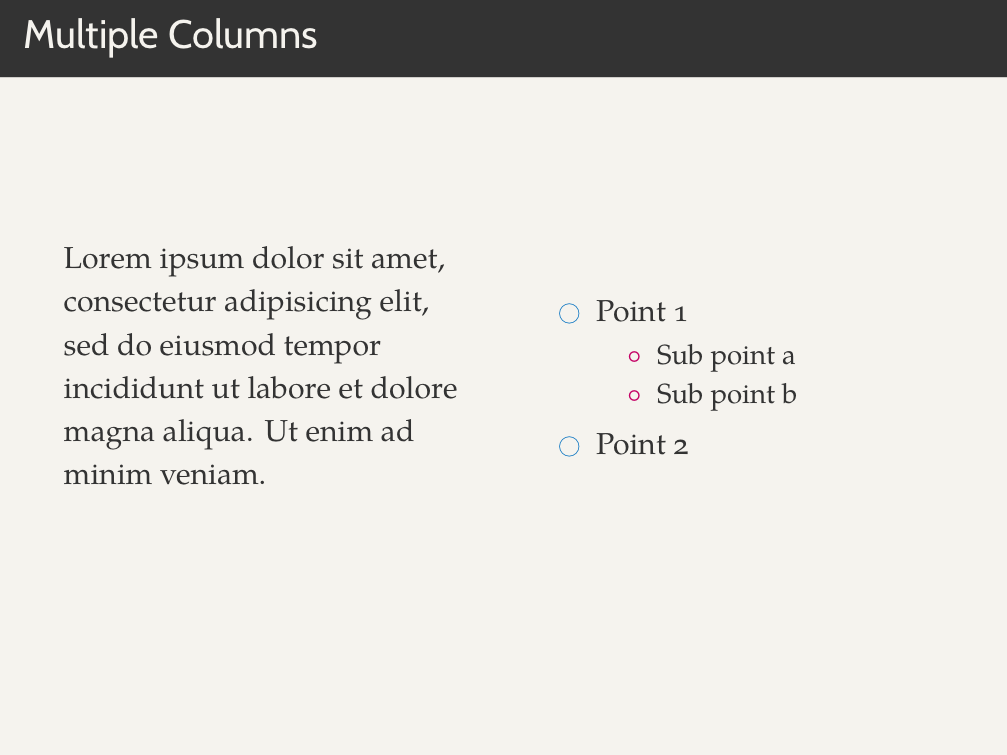 Multiple Columns
Lorem ipsum dolor sit amet,
consectetur adipisicing elit,
sed do eiusmod tempor
incididunt ut labore et dolore
magna aliqua. Ut enim ad
minim veniam.
Point 1
Sub point a
Sub point b
Point 2